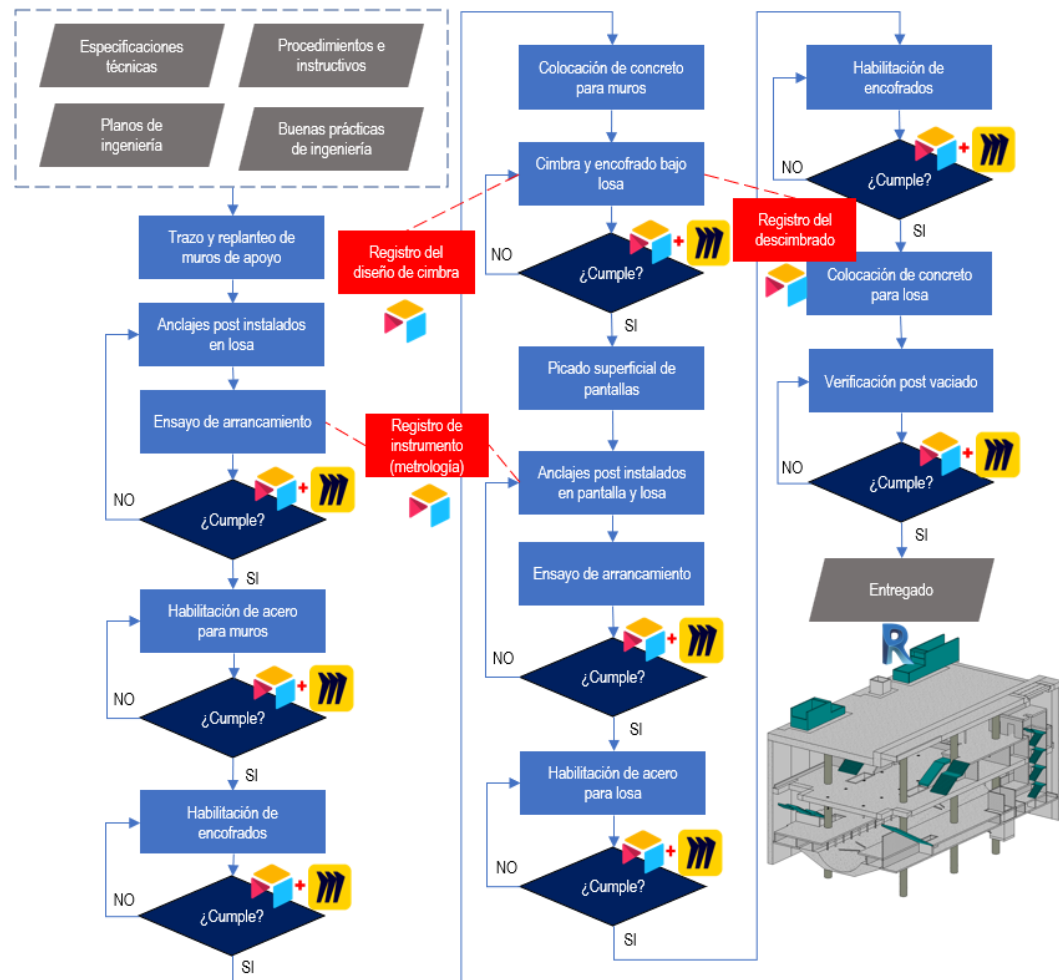 Especificaciones
técnicas
Procedimientos e
instructivos
Planos de
ingeniería
Buenas prácticas
de ingeniería
Trazo y replanteo de
muros de apoyo
Anclajes post instalados
en losa
Ensayo de arrancamiento
NO
¿Cumple?
SI
Habilitación de acero
para muros
NO
¿Cumple?
SI
Habilitación de
encofrados
NO
¿Cumple?
SI
Registro del
diseño de cimbra
Registro de
instrumento
(metrología)
Colocación de concreto
para muros
Cimbra y encofrado bajo
losa
NO
¿Cumple?
SI
Picado superficial de
pantallas
Anclajes post instalados
en pantalla y losa
Ensayo de arrancamiento
NO
¿Cumple?
SI
Habilitación de acero
para losa
NO
¿Cumple?
SI
Registro del
descimbrado
Habilitación de
encofrados
NO
¿Cumple?
SI
Colocación de concreto
para losa
Verificación post vaciado
NO
¿Cumple?
SI
Entregado
R